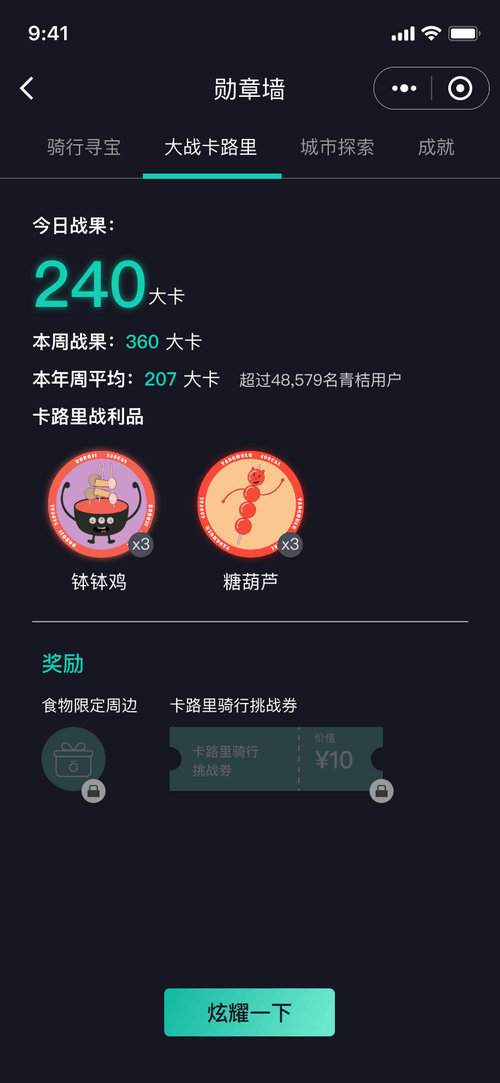 9:41
勋章墙
骑行寻宝 大战卡路里 城市探索 成就
今日战果：
240大卡
本周战果：360 大卡
本年周平均：207 大卡 超过48,579名青桔用户
卡路里战利品
x3 x3
钵钵鸡 糖葫芦
奖励
食物限定周边 卡路里骑行挑战券
卡路里骑行
挑战券
价值
¥10
炫耀一下